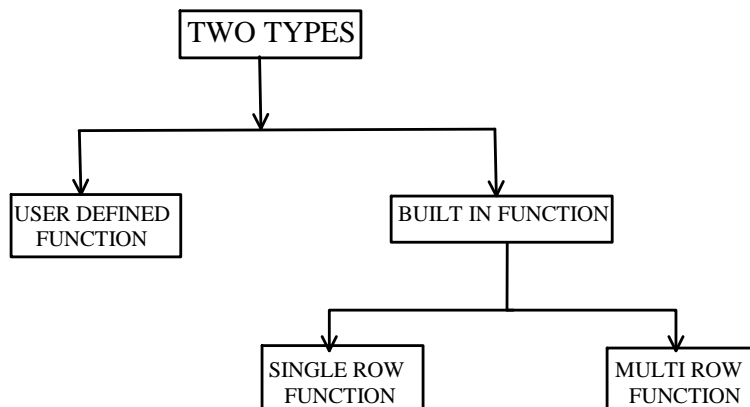 TWO TYPES
USER DEFINED
FUNCTION
BUILT IN FUNCTION
SINGLE ROW
FUNCTION
MULTI ROW
FUNCTION